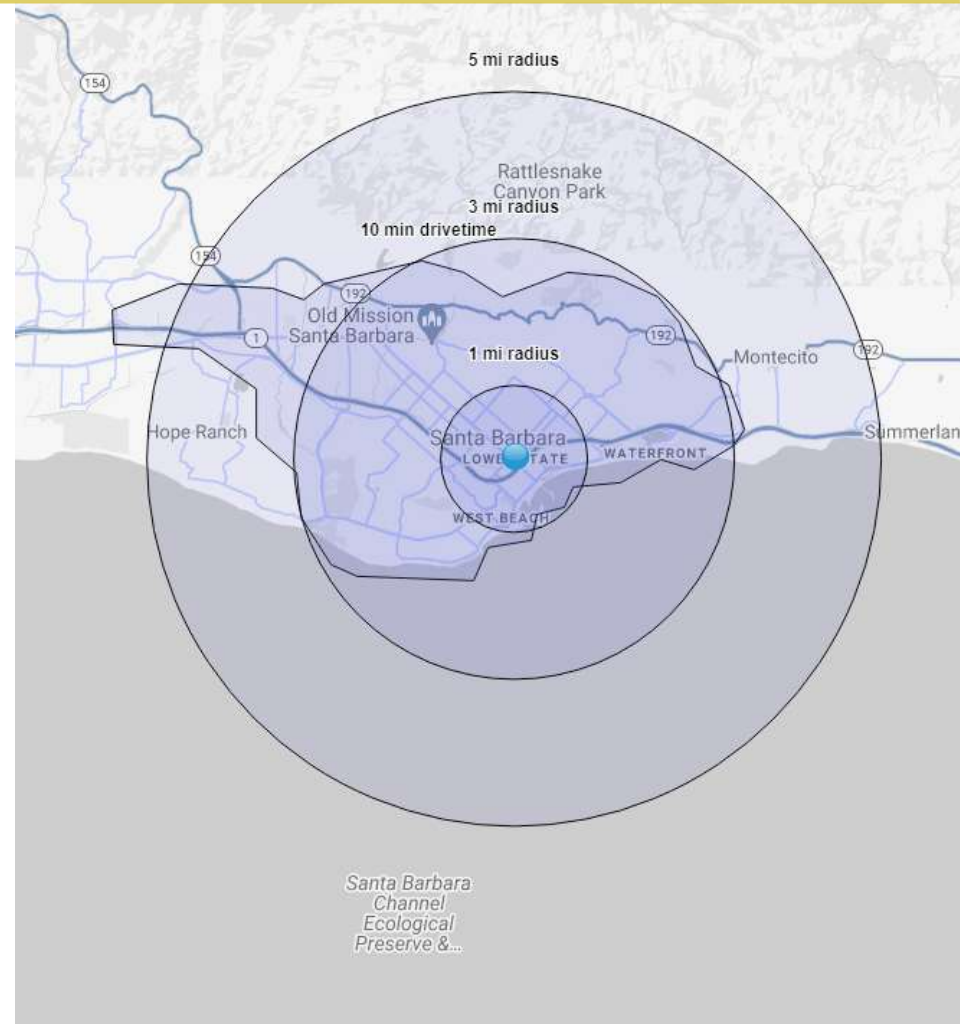 5 mi radius
154
Rattlesnake
Canyon Park
3 mi radius
10 min drivetime
154
192
Old Mission
Santa Barbara
1
192
192
1 mi radius
Montecito
Hope Ranch
Santa Barbara
Summerlan
WATERFRONT
WEST BEACH
Santa Barbara
Channel
Ecological
Preserve &...